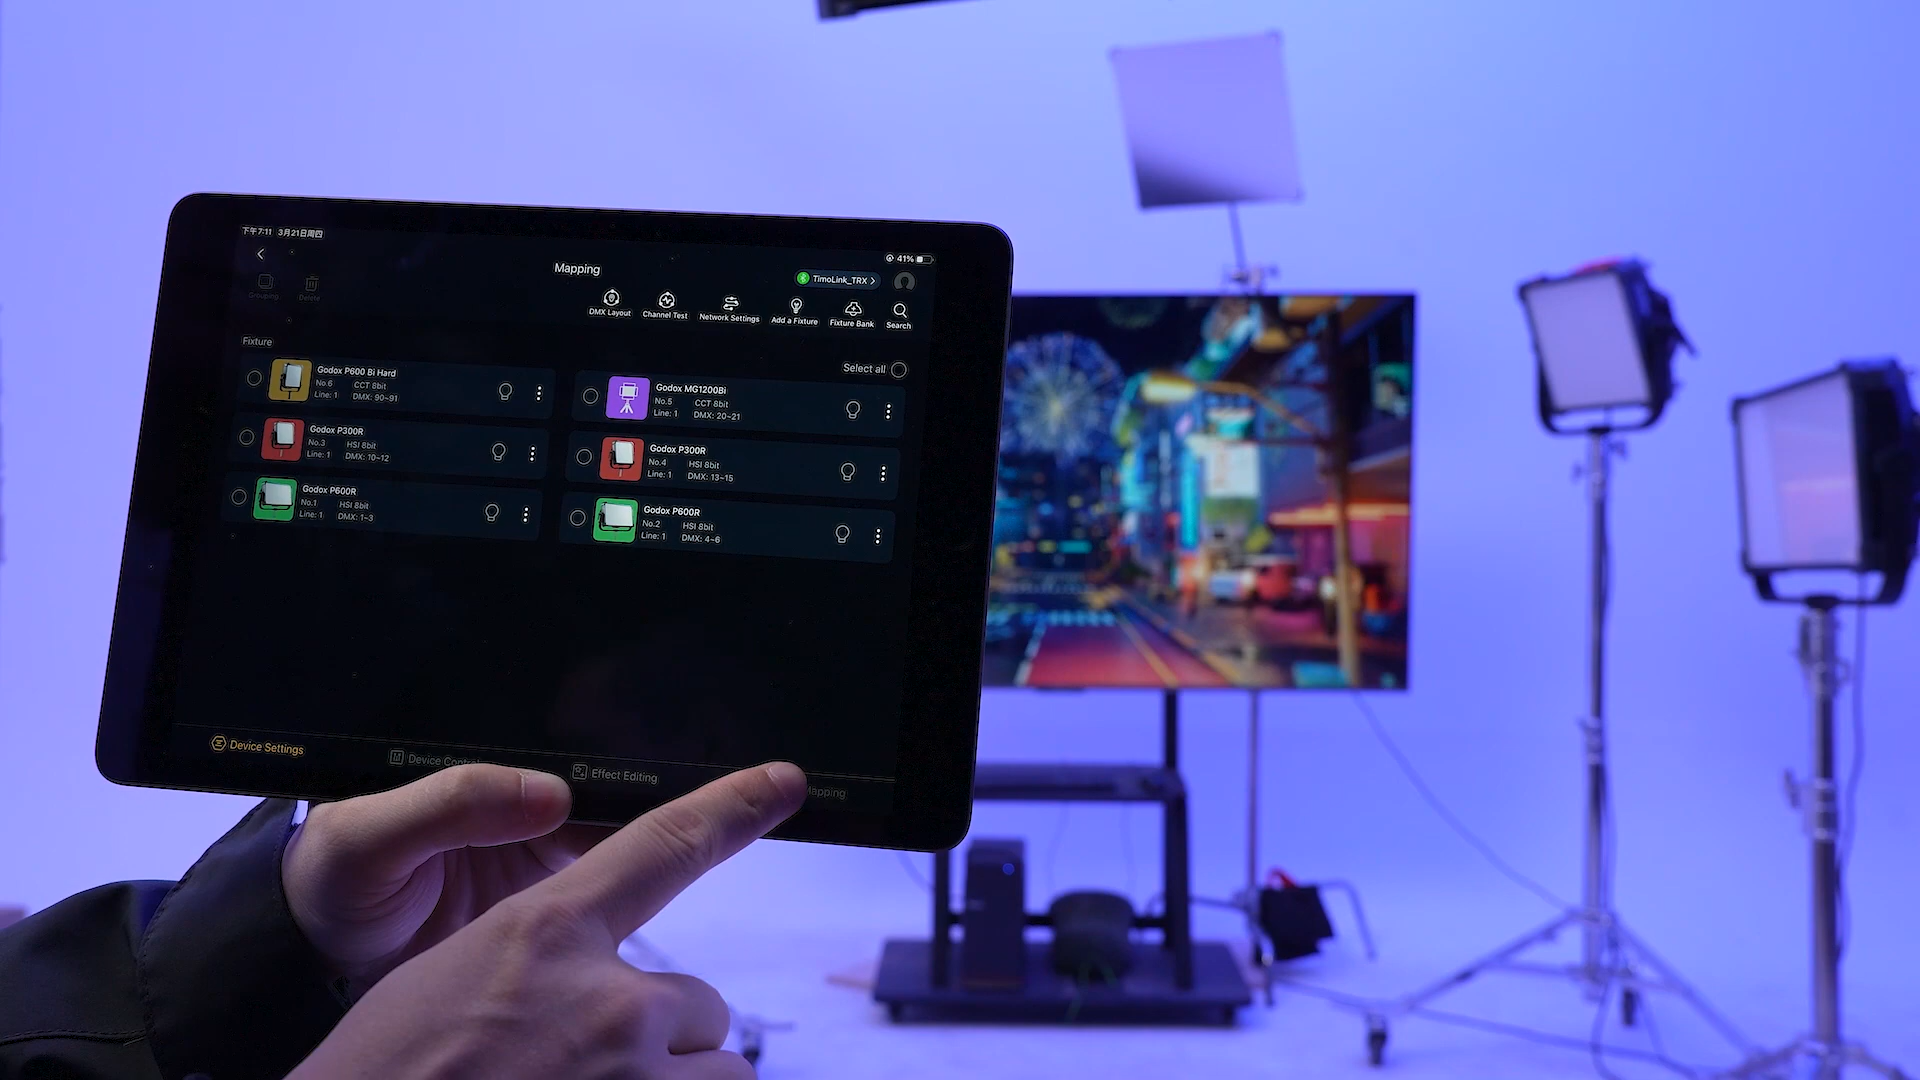 下午7:11 3月21日周四
41%
Mapping
TimoLink_TRX >
Grouping
Delete
DMX Layout
Channel Test
Network Settings
Add a Fixture
Fixture Bank
Search
Fixture
Select all
Godox P600 Bi Hard
No.6 CCT 8bit
Line: 1 DMX: 90~91
Godox MG1200Bi
No.5 CCT 8bit
Line: 1 DMX: 20~21
Godox P300R
No.3 HSI 8bit
Line: 1 DMX: 10~12
Godox P300R
No.4 HSI 8bit
Line: 1 DMX: 13~15
Godox P600R
No.1 HSI 8bit
Line: 1 DMX: 1~3
Godox P600R
No.2 HSI 8bit
Line: 1 DMX: 4~6
Device Settings
Device Control
Effect Editing
Mapping